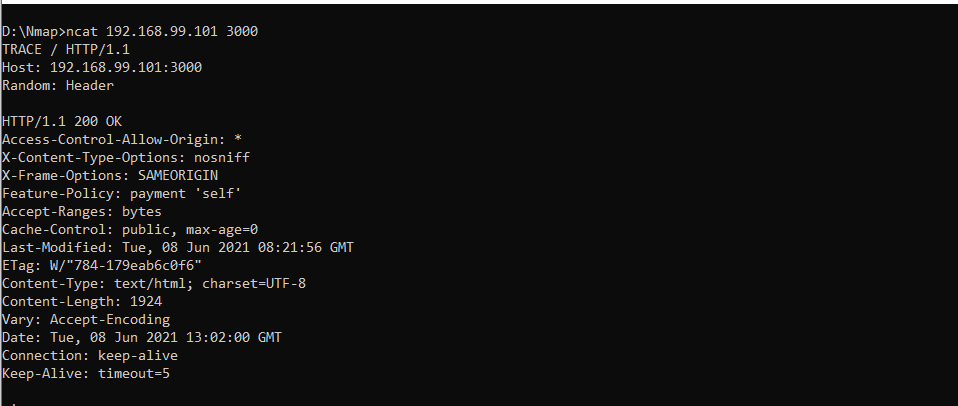 D:\Nmap>ncat 192.168.99.101 3000
TRACE / HTTP/1.1
Host: 192.168.99.101:3000
Random: Header
HTTP/1.1 200 OK
Access-Control-Allow-Origin: *
X-Content-Type-Options: nosniff
X-Frame-Options: SAMEORIGIN
Feature-Policy: payment 'self'
Accept-Ranges: bytes
Cache-Control: public, max-age=0
Last-Modified: Tue, 08 Jun 2021 08:21:56 GMT
ETag: W/"784-179eab6c0f6"
Content-Type: text/html; charset=UTF-8
Content-Length: 1924
Vary: Accept-Encoding
Date: Tue, 08 Jun 2021 13:02:00 GMT
Connection: keep-alive
Keep-Alive: timeout=5